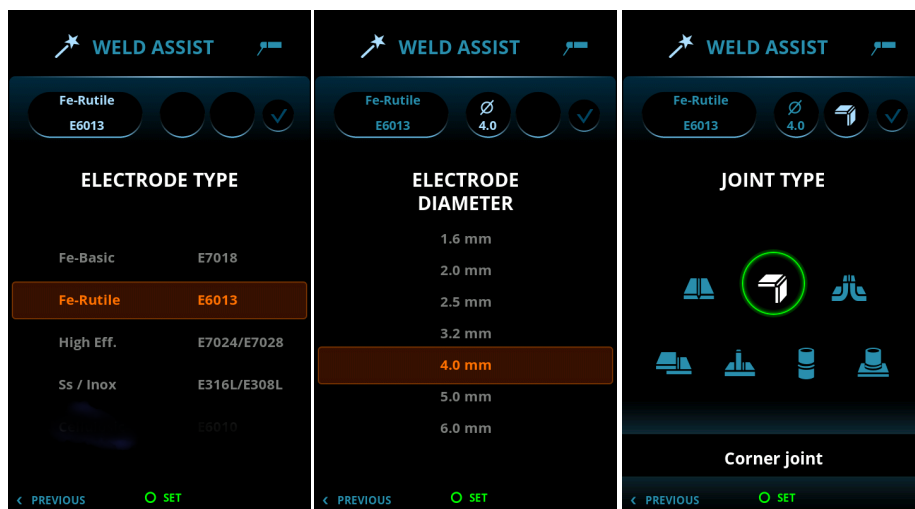 WELD ASSIST
Fe-Rutile
E6013
ELECTRODE TYPE
Fe-Basic E7018
Fe-Rutile E6013
High Eff. E7024/E7028
Ss / Inox E316L/E308L
E6010
PREVIOUS SET
WELD ASSIST
Fe-Rutile
E6013
Ø
4.0
ELECTRODE
DIAMETER
1.6 mm
2.0 mm
2.5 mm
3.2 mm
4.0 mm
5.0 mm
6.0 mm
PREVIOUS SET
WELD ASSIST
Fe-Rutile
E6013
Ø
4.0
JOINT TYPE
Corner joint
PREVIOUS SET